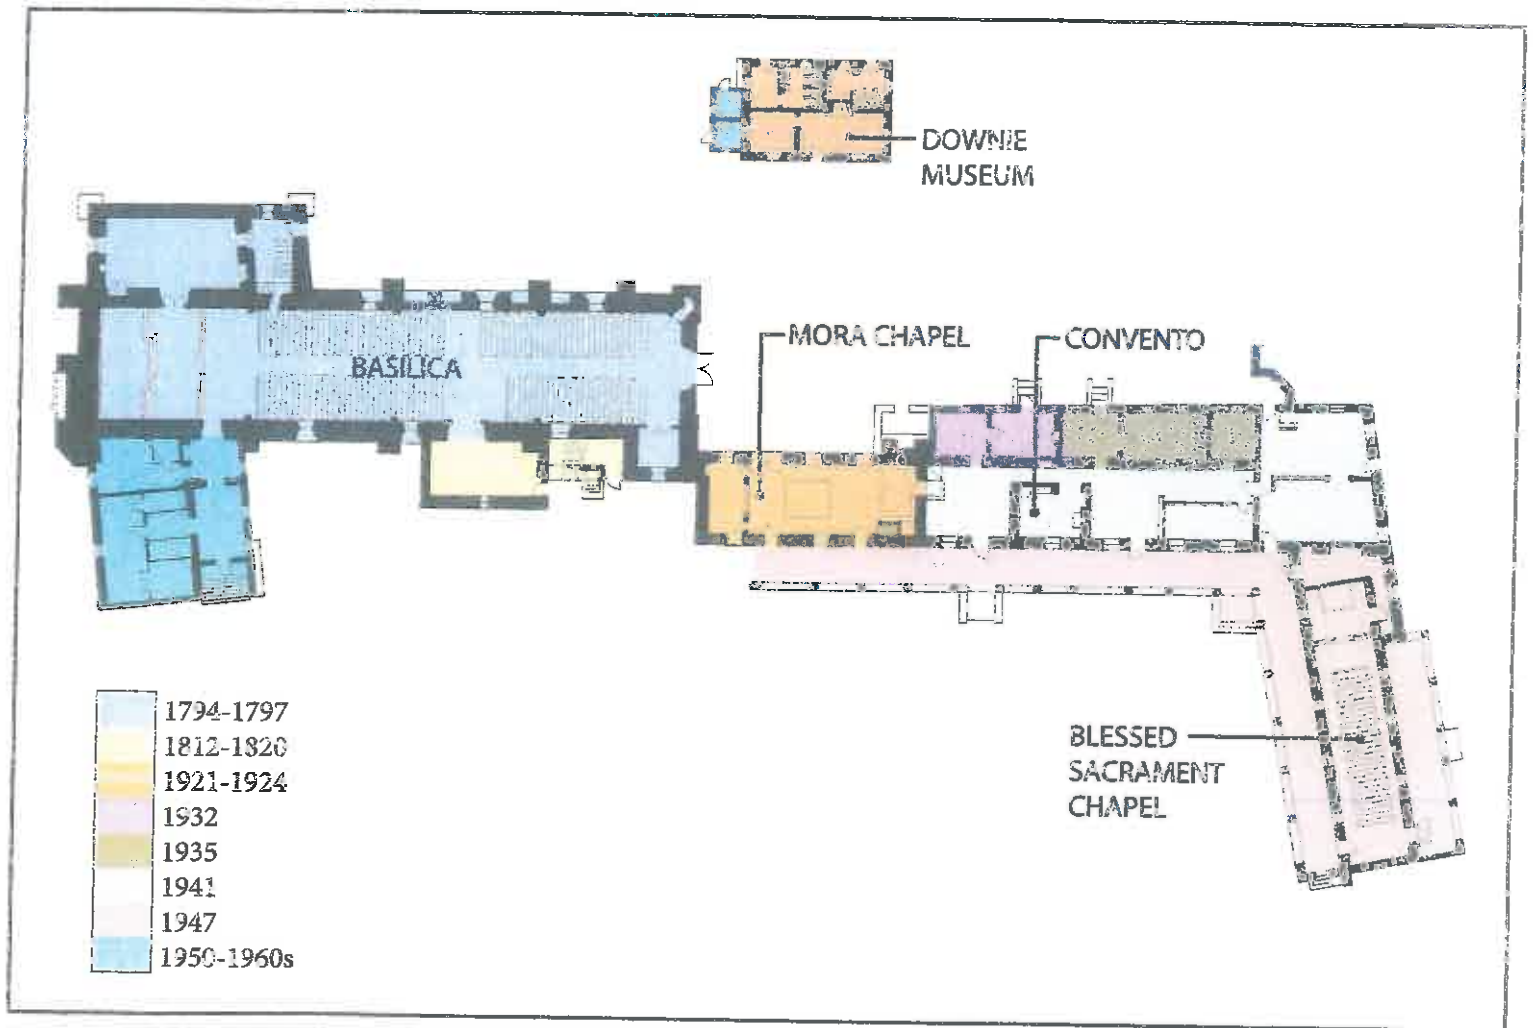 DOWNIE
MUSEUM
BASILICA
MORA CHAPEL
CONVENTO
BLESSED
SACRAMENT
CHAPEL
1794-1797
1812-1820
1921-1924
1932
1935
1941
1947
1950-1960s